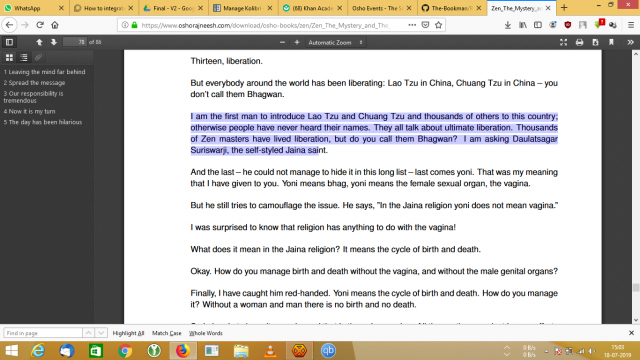 WhatsApp
How to integrat
Final - V2 - Goog
Manage Kolibri
(68) Khan Acade
Osho Events - The S
The-Bookman/F
Zen_The_Mystery_and_The
https://www.oshorajneesh.com/download/osho-books/zen/Zen_The_Mystery_and_The
Search
78 of 86
Automatic Zoom
1 Leaving the mind far behind
2 Spread the message
3 Our responsibility is
tremendous
4 Now it is my turn
5 The day has been hilarious
Thirteen, liberation.
But everybody around the world has been liberating: Lao Tzu in China, Chuang Tzu in China – you
don't call them Bhagwan.
I am the first man to introduce Lao Tzu and Chuang Tzu and thousands of others to this country;
otherwise people have never heard their names. They all talk about ultimate liberation. Thousands
of Zen masters have lived liberation, but do you call them Bhagwan? I am asking Daulatsagar
Suriswarji, the self-styled Jaina saint.
And the last – he could not manage to hide it in this long list – last comes yoni. That was my meaning
that I have given to you. Yoni means bhag, yoni means the female sexual organ, the vagina.
But he still tries to camouflage the issue. He says, "In the Jaina religion yoni does not mean vagina."
I was surprised to know that religion has anything to do with the vagina!
What does it mean in the Jaina religion? It means the cycle of birth and death.
Okay. How do you manage birth and death without the vagina, and without the male genital organs?
Finally, I have caught him red-handed. Yoni means the cycle of birth and death. How do you manage
it? Without a woman and man there is no birth and no death.
Find in page
Highlight All Match Case Whole Words
0 B/s
0 B/s
15:05
18-07-2019